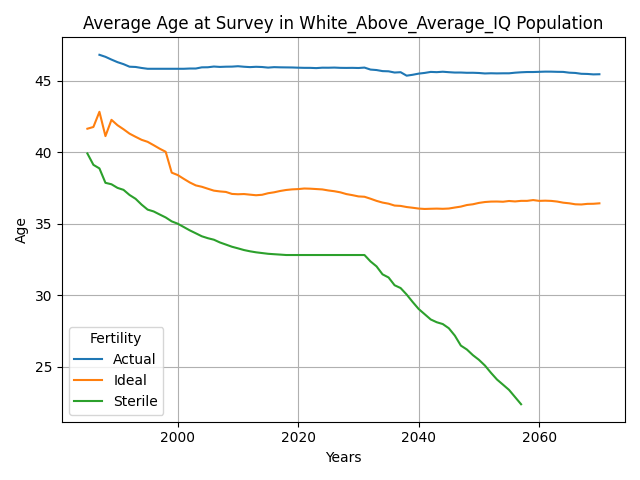 Average Age at Survey in White_Above_Average_IQ Population
Age
45
40
35
30
25
Fertility
Actual
Ideal
Sterile
2000
2020
2040
2060
Years